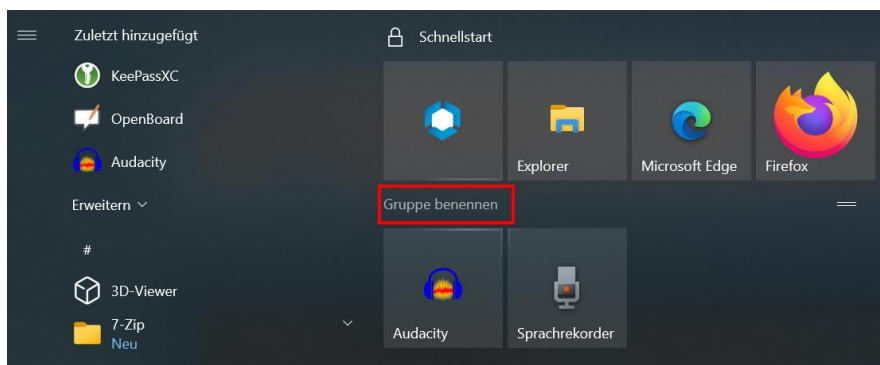 Zuletzt hinzugefügt
KeePassXC
OpenBoard
Audacity
Erweitern
#
3D-Viewer
7-Zip
Neu
Schnellstart
Explorer
Microsoft Edge
Firefox
Gruppe benennen
Audacity
Sprachrekorder